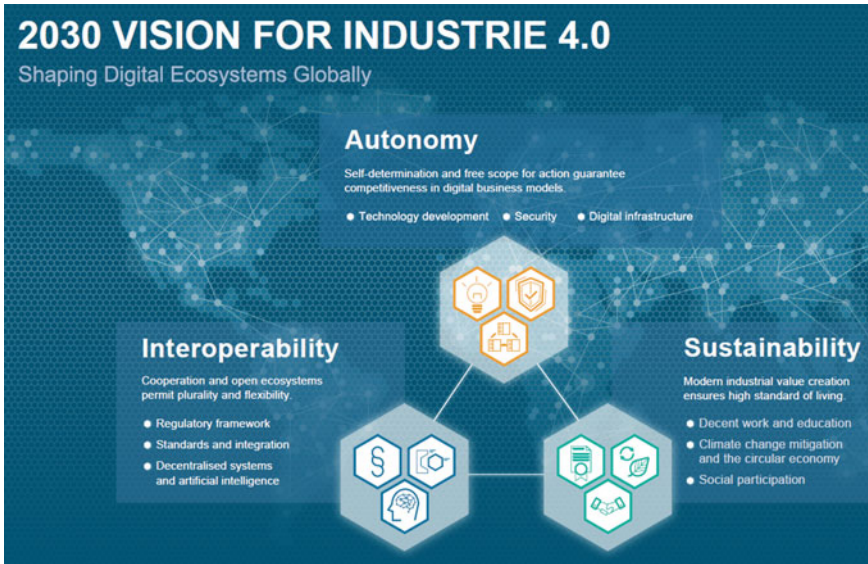 2030 VISION FOR INDUSTRIE 4.0
Shaping Digital Ecosystems Globally
Autonomy
Self-determination and free scope for action guarantee
competitiveness in digital business models.
Technology development
Security
Digital infrastructure
Interoperability
Cooperation and open ecosystems
permit plurality and flexibility.
Regulatory framework
Standards and integration
Decentralised systems
and artificial intelligence
§
Sustainability
Modern industrial value creation
ensures high standard of living.
Decent work and education
Climate change mitigation
and the circular economy
Social participation